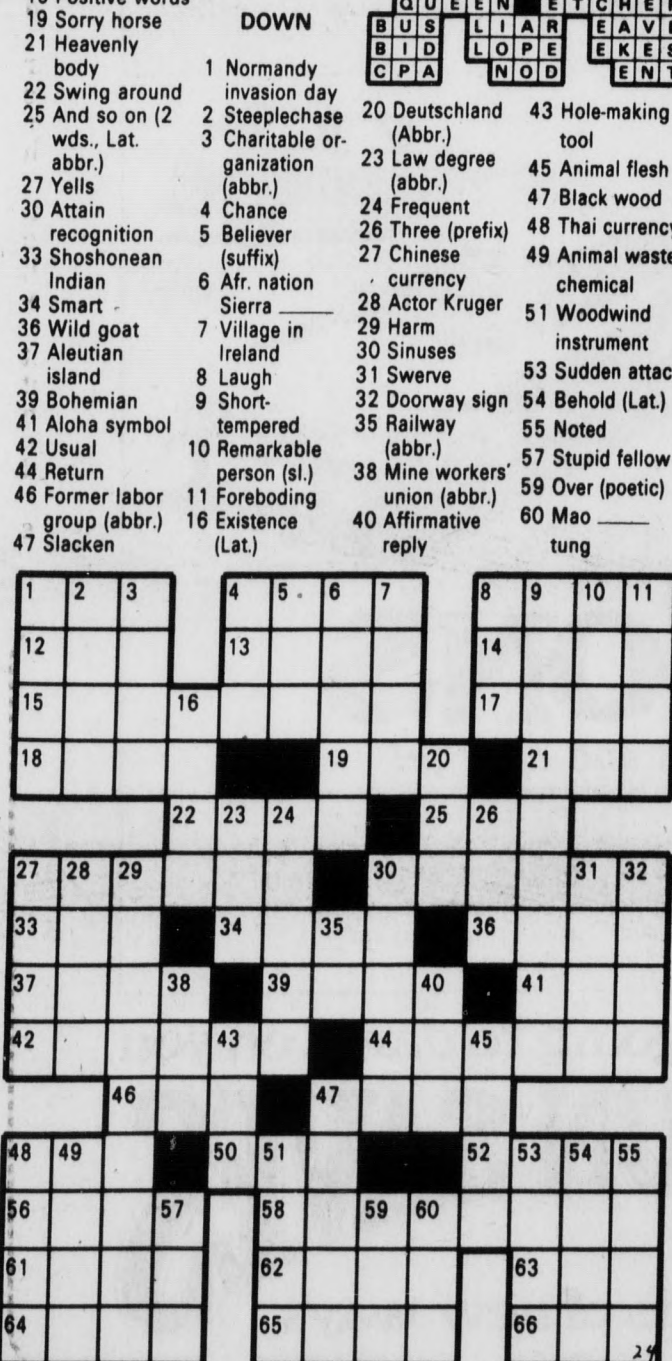 19 Sorry horse
21 Heavenly
body
22 Swing around
25 And so on (2
wds., Lat.
abbr.)
27 Yells
30 Attain
recognition
33 Shoshonean
Indian
34 Smart
36 Wild goat
37 Aleutian
island
39 Bohemian
41 Aloha symbol
42 Usual
44 Return
46 Former labor
group (abbr.)
47 Slacken
DOWN
1 Normandy
invasion day
2 Steeplechase
3 Charitable or-
ganization
(abbr.)
4 Chance
5 Believer
(suffix)
6 Afr. nation
Sierra _____
7 Village in
Ireland
8 Laugh
9 Short-
tempered
10 Remarkable
person (sl.)
11 Foreboding
16 Existence
(Lat.)
QUEEN ETCHE
BUS LIAR EAV
BID LOPE EKES
CPA NOD ENT
20 Deutschland
(Abbr.)
23 Law degree
(abbr.)
24 Frequent
26 Three (prefix)
27 Chinese
currency
28 Actor Kruger
29 Harm
30 Sinuses
31 Swerve
32 Doorway sign
35 Railway
(abbr.)
38 Mine workers'
union (abbr.)
40 Affirmative
reply
43 Hole-making
tool
45 Animal flesh
47 Black wood
48 Thai currency
49 Animal waste
chemical
51 Woodwind
instrument
53 Sudden attac
54 Behold (Lat.)
55 Noted
57 Stupid fellow
59 Over (poetic)
60 Mao _____
tung
1 2 3 4 5 6 7 8 9 10 11
12 13 14
15 16 17
18 19 20 21
22 23 24 25 26
27 28 29 30 31 32
33 34 35 36
37 38 39 40 41
42 43 44 45
46 47
48 49 50 51 52 53 54 55
56 57 58 59 60
61 62 63
64 65 66
24